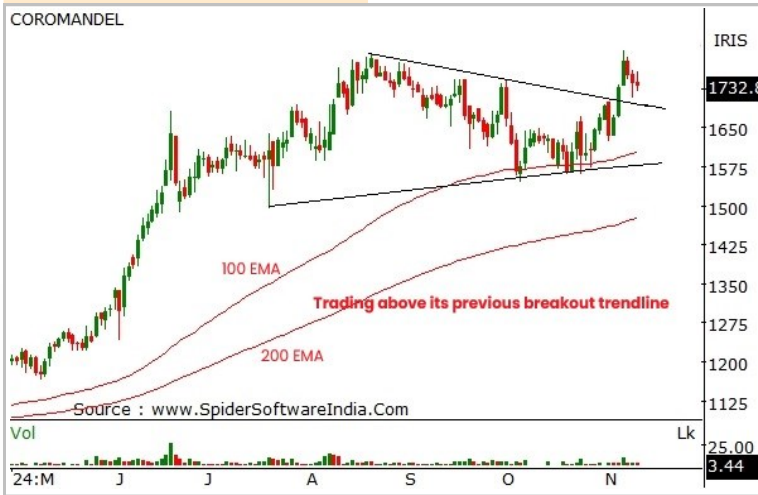 COROMANDEL
IRIS
1732.8
1650
1575
1500
1425
1350
1275
1200
1125
100 EMA
Trading above its previous breakout trendline
200 EMA
Source : www.SpiderSoftwareIndia.Com
Vol
Lk
25.00
3.44
24:M J J A S O N